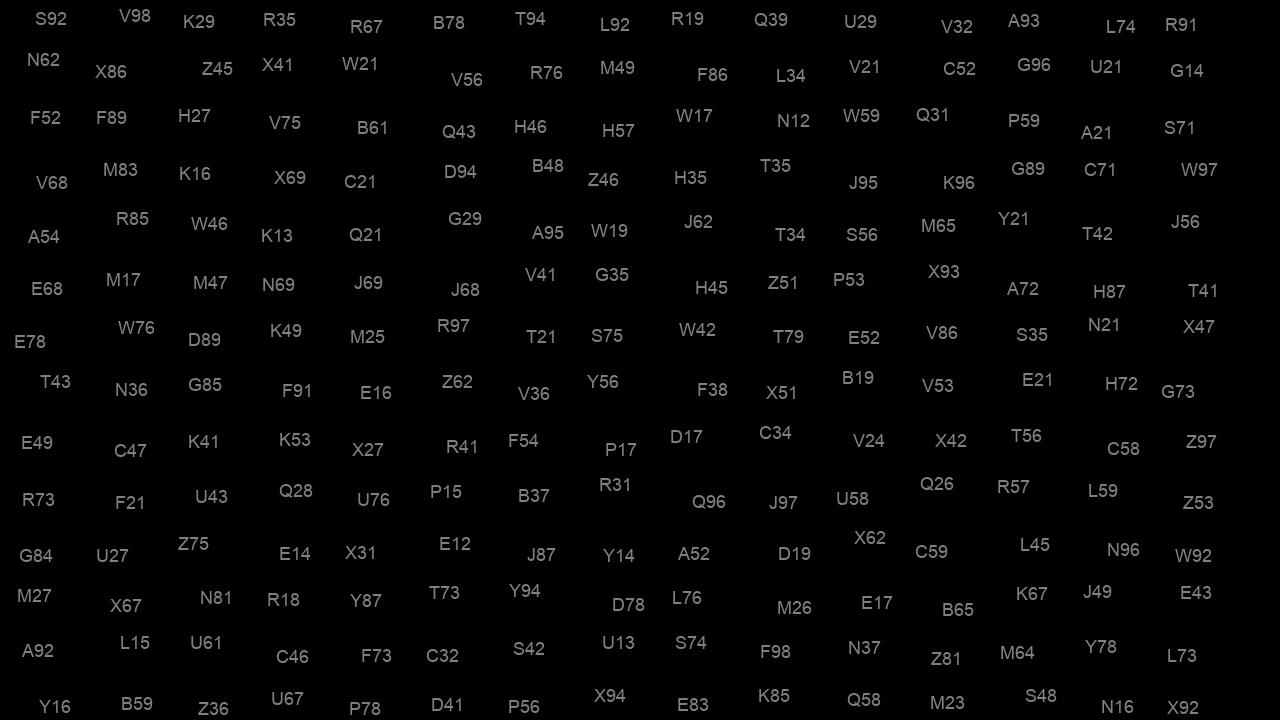 S92 V98 K29 R35 R67 B78 T94 L92 R19 Q39 U29 V32 A93 L74 R91
N62 X86 Z45 X41 W21 V56 R76 M49 F86 L34 V21 C52 G96 U21 G14
F52 F89 H27 V75 B61 Q43 H46 H57 W17 N12 W59 Q31 P59 A21 S71
V68 M83 K16 X69 C21 D94 B48 Z46 H35 T35 J95 K96 G89 C71 W97
A54 R85 W46 K13 Q21 G29 A95 W19 J62 T34 S56 M65 Y21 T42 J56
E68 M17 M47 N69 J69 J68 V41 G35 H45 Z51 P53 X93 A72 H87 T41
E78 W76 D89 K49 M25 R97 T21 S75 W42 T79 E52 V86 S35 N21 X47
T43 N36 G85 F91 E16 Z62 V36 Y56 F38 X51 B19 V53 E21 H72 G73
E49 C47 K41 K53 X27 R41 F54 P17 D17 C34 V24 X42 T56 C58 Z97
R73 F21 U43 Q28 U76 P15 B37 R31 Q96 J97 U58 Q26 R57 L59 Z53
G84 U27 Z75 E14 X31 E12 J87 Y14 A52 D19 X62 C59 L45 N96 W92
M27 X67 N81 R18 Y87 T73 Y94 D78 L76 M26 E17 B65 K67 J49 E43
A92 L15 U61 C46 F73 C32 S42 U13 S74 F98 N37 Z81 M64 Y78 L73
Y16 B59 Z36 U67 P78 D41 P56 X94 E83 K85 Q58 M23 S48 N16 X92